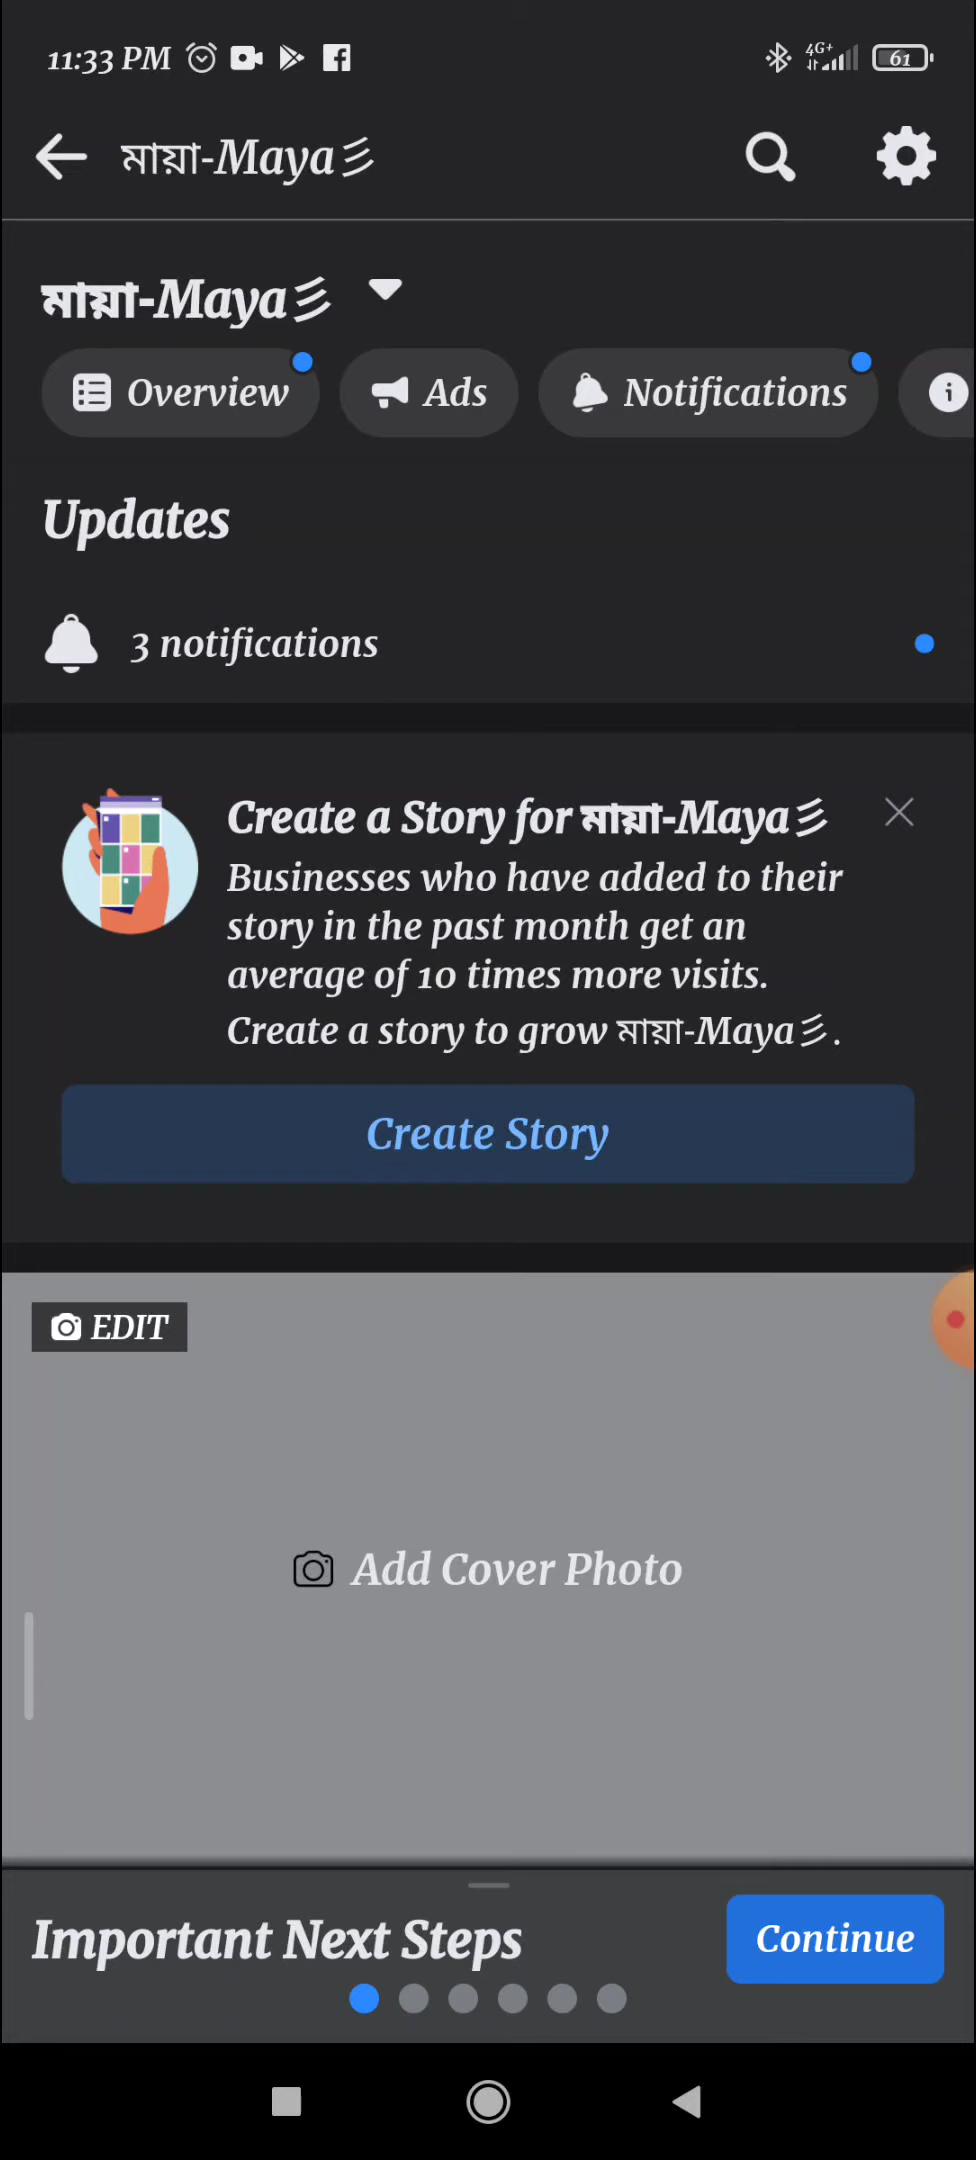 11:33 PM
4G+
61
মায়া-Maya彡
মায়া-Maya彡
Overview
Ads
Notifications
Updates
3 notifications
Create a Story for মায়া-Maya彡
Businesses who have added to their
story in the past month get an
average of 10 times more visits.
Create a story to grow মায়া-Maya彡.
Create Story
EDIT
Add Cover Photo
Important Next Steps
Continue